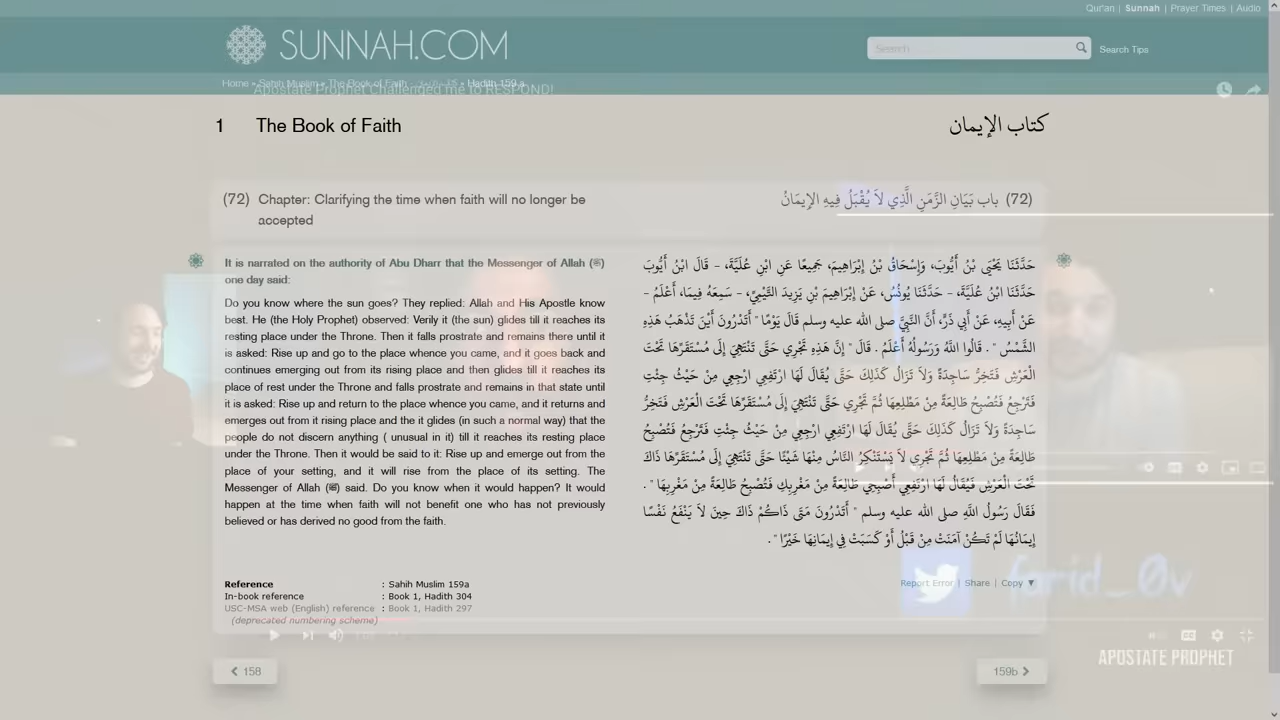 Qur'an | Sunnah | Prayer Times | Audio
SUNNAH.COM
Search
Search Tips
Home » Sahih Muslim » The Book of Faith - كتاب الإيمان » Hadith 159 a
Apostate Prophet Challenged me to RESPOND!
1 The Book of Faith
كتاب الإيمان
(72) Chapter: Clarifying the time when faith will no longer be
accepted
(72) باب بَيَانِ الزَّمَنِ الَّذِي لاَ يُقْبَلُ فِيهِ الإِيمَانُ
It is narrated on the authority of Abu Dharr that the Messenger of Allah (ﷺ)
one day said:
Do you know where the sun goes? They replied: Allah and His Apostle know
best. He (the Holy Prophet) observed: Verily it (the sun) glides till it reaches its
resting place under the Throne. Then it falls prostrate and remains there until it
is asked: Rise up and go to the place whence you came, and it goes back and
continues emerging out from its rising place and then glides till it reaches its
place of rest under the Throne and falls prostrate and remains in that state until
it is asked: Rise up and return to the place whence you came, and it returns and
emerges out from it rising place and the it glides (in such a normal way) that the
people do not discern anything ( unusual in it) till it reaches its resting place
under the Throne. Then it would be said to it: Rise up and emerge out from the
place of your setting, and it will rise from the place of its setting. The
Messenger of Allah (ﷺ) said. Do you know when it would happen? It would
happen at the time when faith will not benefit one who has not previously
believed or has derived no good from the faith.
حَدَّثَنَا يَحْيَى بْنُ أَيُّوبَ، وَإِسْحَاقُ بْنُ إِبْرَاهِيمَ، جَمِيعًا عَنِ ابْنِ عُلَيَّةَ، - قَالَ ابْنُ أَيُّوبَ
حَدَّثَنَا ابْنُ عُلَيَّةَ، - حَدَّثَنَا يُونُسُ، عَنْ إِبْرَاهِيمَ بْنِ يَزِيدَ التَّيْمِيِّ، - سَمِعَهُ فِيمَا، أَعْلَمُ -
عَنْ أَبِيهِ، عَنْ أَبِي ذَرٍّ، أَنَّ النَّبِيَّ صلى الله عليه وسلم قَالَ يَوْمًا " أَتَدْرُونَ أَيْنَ تَذْهَبُ هَذِهِ
الشَّمْسُ " . قَالُوا اللَّهُ وَرَسُولُهُ أَعْلَمُ . قَالَ " إِنَّ هَذِهِ تَجْرِي حَتَّى تَنْتَهِيَ إِلَى مُسْتَقَرِّهَا تَحْتَ
الْعَرْشِ فَتَخِرُّ سَاجِدَةً وَلاَ تَزَالُ كَذَلِكَ حَتَّى يُقَالَ لَهَا ارْتَفِعِي ارْجِعِي مِنْ حَيْثُ جِئْتِ
فَتَرْجِعُ فَتُصْبِحُ طَالِعَةً مِنْ مَطْلِعِهَا ثُمَّ تَجْرِي حَتَّى تَنْتَهِيَ إِلَى مُسْتَقَرِّهَا تَحْتَ الْعَرْشِ فَتَخِرُّ
سَاجِدَةً وَلاَ تَزَالُ كَذَلِكَ حَتَّى يُقَالَ لَهَا ارْتَفِعِي ارْجِعِي مِنْ حَيْثُ جِئْتِ فَتَرْجِعُ فَتُصْبِحُ
طَالِعَةً مِنْ مَطْلِعِهَا ثُمَّ تَجْرِي لاَ يَسْتَنْكِرُ النَّاسُ مِنْهَا شَيْئًا حَتَّى تَنْتَهِيَ إِلَى مُسْتَقَرِّهَا ذَاكَ
تَحْتَ الْعَرْشِ فَيُقَالُ لَهَا ارْتَفِعِي أَصْبِحِي طَالِعَةً مِنْ مَغْرِبِكِ فَتُصْبِحُ طَالِعَةً مِنْ مَغْرِبِهَا " .
فَقَالَ رَسُولُ اللَّهِ صلى الله عليه وسلم " أَتَدْرُونَ مَتَى ذَاكُمْ ذَاكَ حِينَ لاَ يَنْفَعُ نَفْسًا
إِيمَانُهَا لَمْ تَكُنْ آمَنَتْ مِنْ قَبْلُ أَوْ كَسَبَتْ فِي إِيمَانِهَا خَيْرًا " .
Reference : Sahih Muslim 159a
In-book reference : Book 1, Hadith 304
USC-MSA web (English) reference : Book 1, Hadith 297
(deprecated numbering scheme)
Report Error | Share | Copy ▼
farid_0v
APOSTATE PROPHET
158
159b